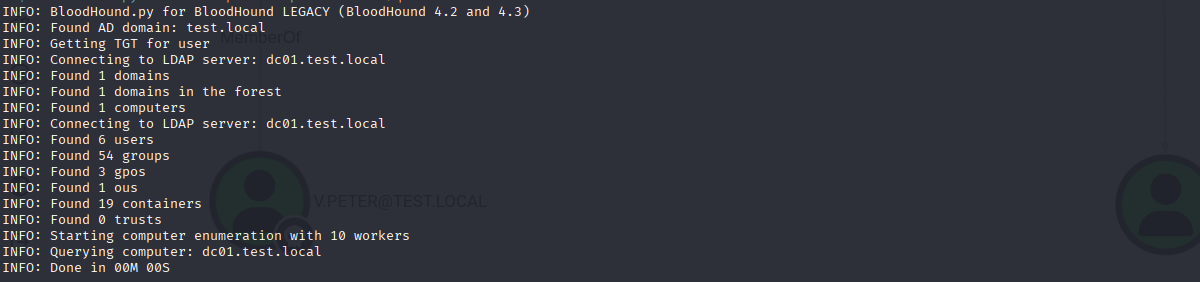 INFO: BloodHound.py for BloodHound LEGACY (BloodHound 4.2 and 4.3)
INFO: Found AD domain: test.local
INFO: Getting TGT for user
MemberOf
INFO: Connecting to LDAP server: dc01.test.local
INFO: Found 1 domains
INFO: Found 1 domains in the forest
INFO: Found 1 computers
INFO: Connecting to LDAP server: dc01.test.local
INFO: Found 6 users
INFO: Found 54 groups
INFO: Found 3 gpos
INFO: Found 1 ous
INFO: Found 19 containers
V.PETER@TEST.LOCAL
INFO: Found 0 trusts
INFO: Starting computer enumeration with 10 workers
INFO: Querying computer: dc01.test.local
INFO: Done in 00M 00S